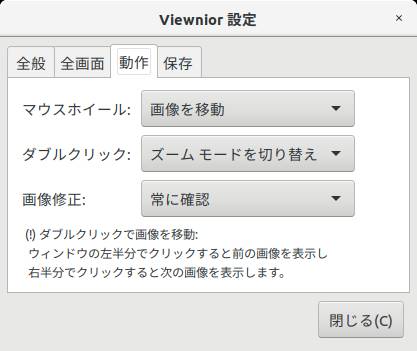 Viewnior 設定
×
全般 全画面 動作 保存
マウスホイール: 画像を移動
ダブルクリック: ズーム モードを切り替え
画像修正: 常に確認
(!) ダブルクリックで画像を移動:
ウィンドウの左半分でクリックすると前の画像を表示し
右半分でクリックすると次の画像を表示します。
閉じる(C)